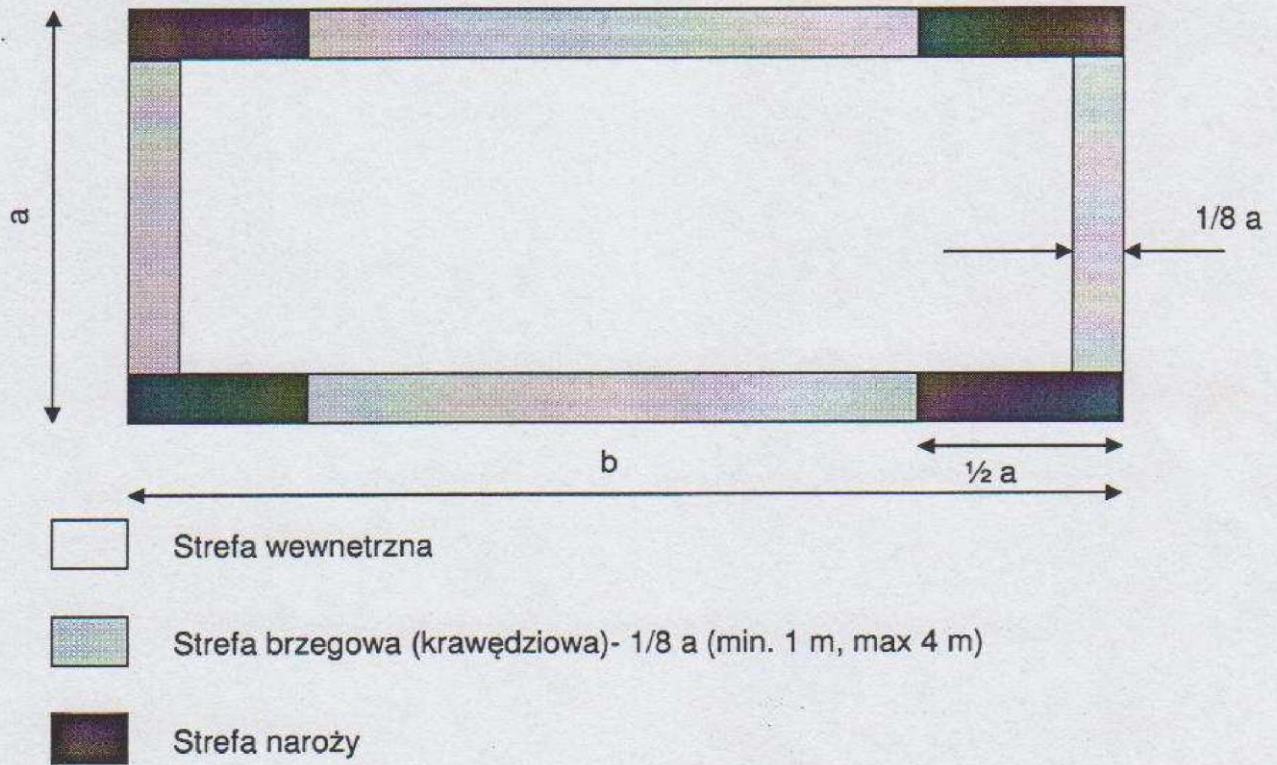 a
1/8 a
b
½ a
Strefa wewnetrzna
Strefa brzegowa (krawędziowa)- 1/8 a (min. 1 m, max 4 m)
Strefa naroży